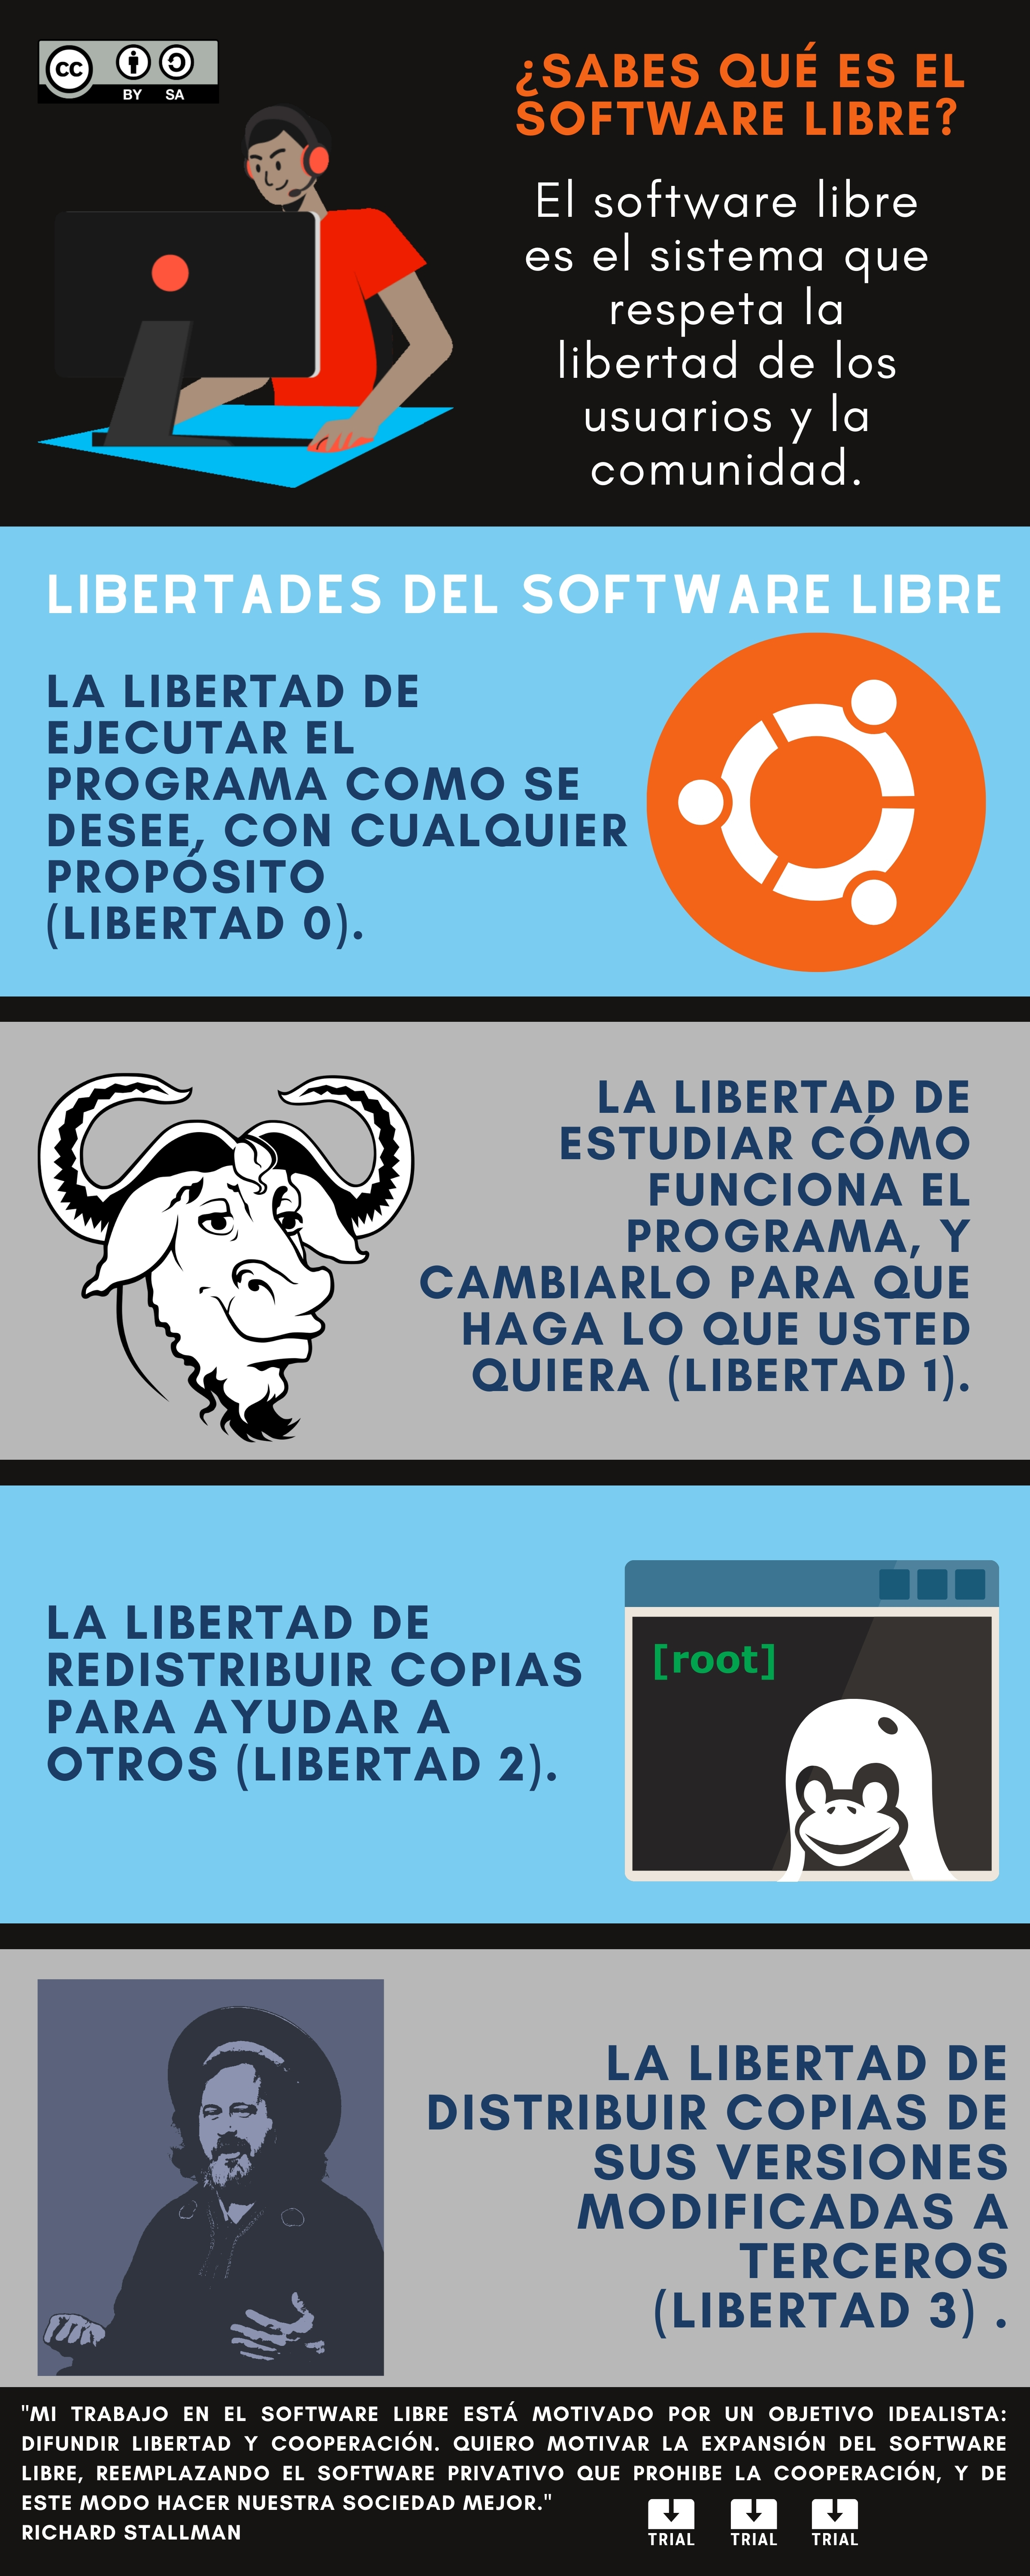 CC
BY SA
¿SABES QUÉ ES EL
SOFTWARE LIBRE?
El software libre
es el sistema que
respeta la
libertad de los
usuarios y la
comunidad.
LIBERTADES DEL SOFTWARE LIBRE
LA LIBERTAD DE
EJECUTAR EL
PROGRAMA COMO SE
DESEE, CON CUALQUIER
PROPÓSITO
(LIBERTAD 0).
LA LIBERTAD DE
ESTUDIAR CÓMO
FUNCIONA EL
PROGRAMA, Y
CAMBIARLO PARA QUE
HAGA LO QUE USTED
QUIERA (LIBERTAD 1).
LA LIBERTAD DE
REDISTRIBUIR COPIAS
PARA AYUDAR A
OTROS (LIBERTAD 2).
[root]
LA LIBERTAD DE
DISTRIBUIR COPIAS DE
SUS VERSIONES
MODIFICADAS A
TERCEROS
(LIBERTAD 3) .
"MI TRABAJO EN EL SOFTWARE LIBRE ESTÁ MOTIVADO POR UN OBJETIVO IDEALISTA:
DIFUNDIR LIBERTAD Y COOPERACIÓN. QUIERO MOTIVAR LA EXPANSIÓN DEL SOFTWARE
LIBRE, REEMPLAZANDO EL SOFTWARE PRIVATIVO QUE PROHIBE LA COOPERACIÓN, Y DE
ESTE MODO HACER NUESTRA SOCIEDAD MEJOR."
RICHARD STALLMAN
TRIAL TRIAL TRIAL